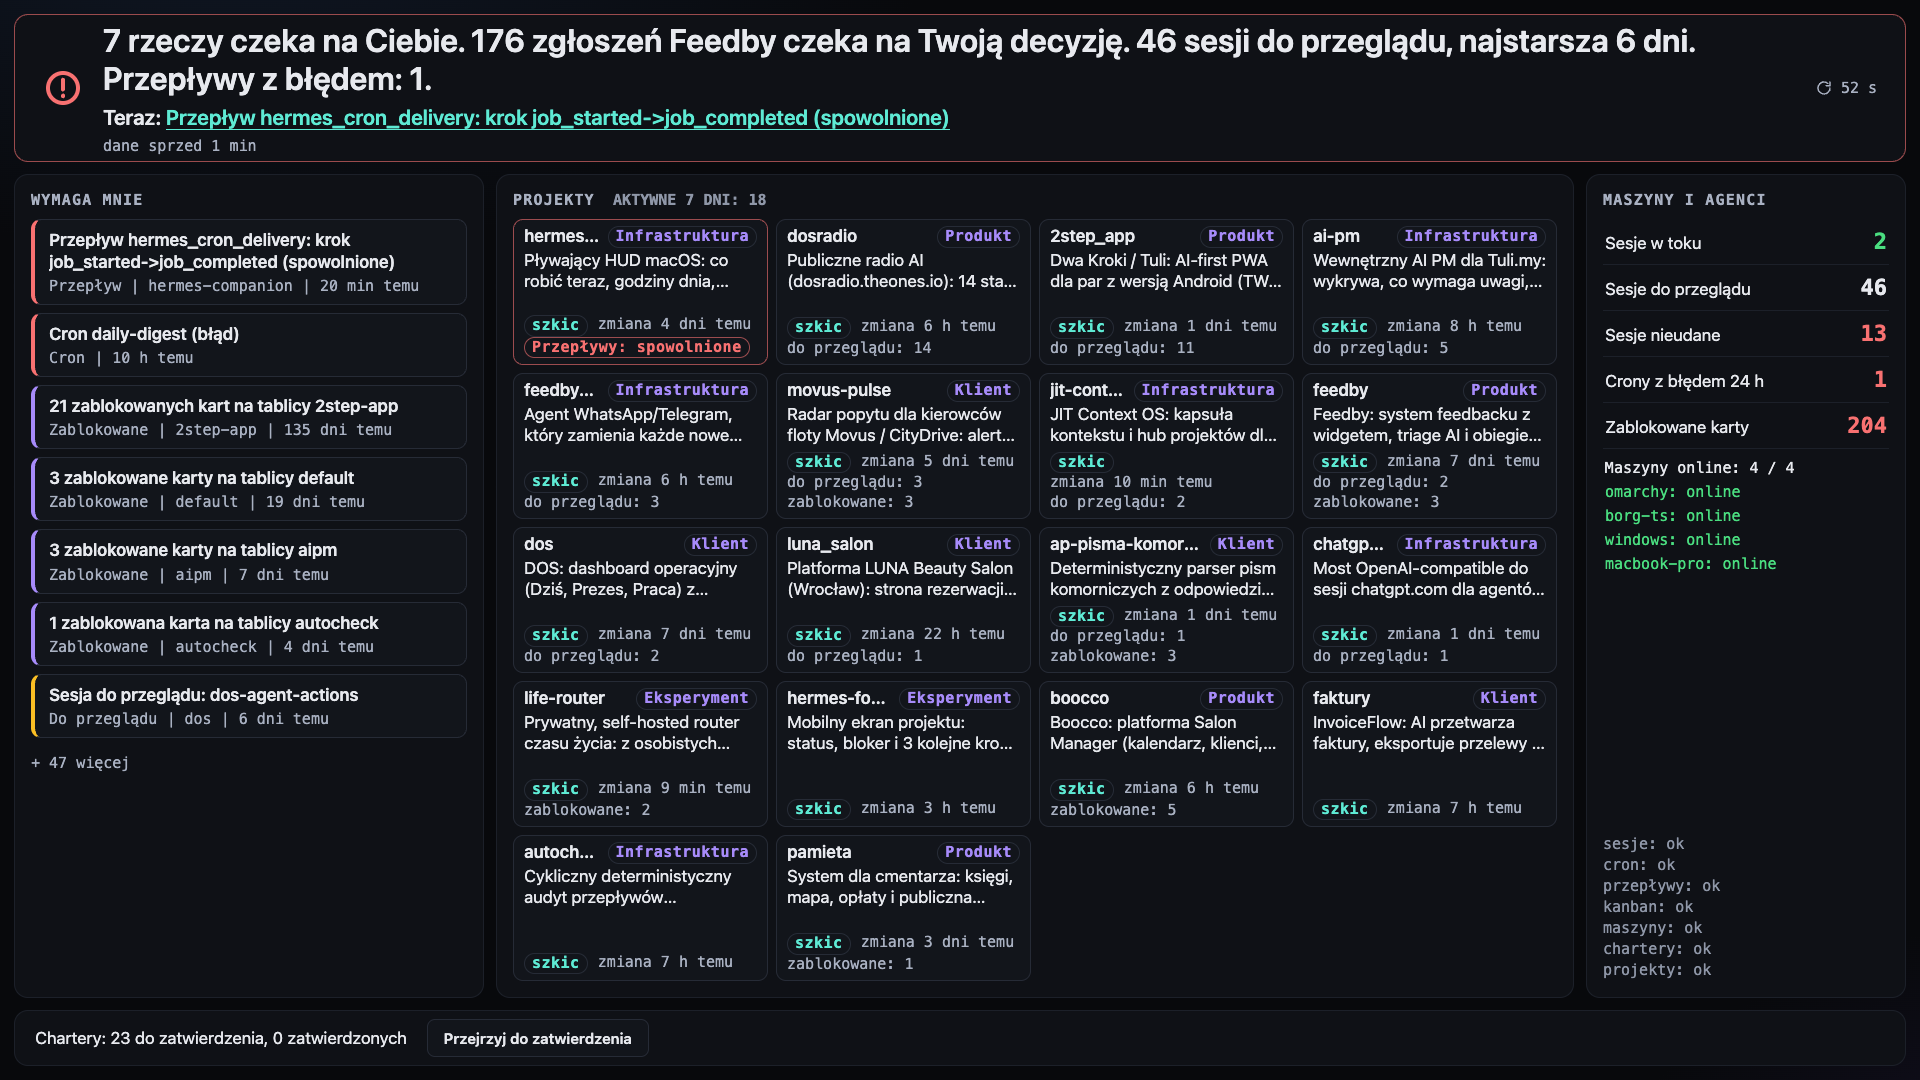 7 rzeczy czeka na Ciebie. 176 zgłoszeń Feedby czeka na Twoją decyzję. 46 sesji do przeglądu, najstarsza 6 dni.
Przepływy z błędem: 1.
Teraz: Przepływ hermes_cron_delivery: krok job_started->job_completed (spowolnione)
dane sprzed 1 min
52 s
WYMAGA MNIE
Przepływ hermes_cron_delivery: krok
job_started->job_completed (spowolnione)
Przepływ | hermes-companion | 20 min temu
Cron daily-digest (błąd)
Cron | 10 h temu
21 zablokowanych kart na tablicy 2step-app
Zablokowane | 2step-app | 135 dni temu
3 zablokowane karty na tablicy default
Zablokowane | default | 19 dni temu
3 zablokowane karty na tablicy aipm
Zablokowane | aipm | 7 dni temu
1 zablokowana karta na tablicy autocheck
Zablokowane | autocheck | 4 dni temu
Sesja do przeglądu: dos-agent-actions
Do przeglądu | dos | 6 dni temu
+ 47 więcej
PROJEKTY AKTYWNE 7 DNI: 18
hermes... Infrastruktura
Pływający HUD macOS: co
robić teraz, godziny dnia,...
szkic zmiana 4 dni temu
Przepływy: spowolnione
dosradio Produkt
Publiczne radio AI
(dosradio.theones.io): 14 sta...
szkic zmiana 6 h temu
do przeglądu: 14
2step_app Produkt
Dwa Kroki / Tuli: AI-first PWA
dla par z wersją Android (TW...
szkic zmiana 1 dni temu
do przeglądu: 11
ai-pm Infrastruktura
Wewnętrzny AI PM dla Tuli.my:
wykrywa, co wymaga uwagi,...
szkic zmiana 8 h temu
do przeglądu: 5
feedby... Infrastruktura
Agent WhatsApp/Telegram,
który zamienia każde nowe...
szkic zmiana 6 h temu
do przeglądu: 3
movus-pulse Klient
Radar popytu dla kierowców
floty Movus / CityDrive: alert...
szkic zmiana 5 dni temu
do przeglądu: 3
zablokowane: 3
jit-cont... Infrastruktura
JIT Context OS: kapsuła
kontekstu i hub projektów dl...
szkic
zmiana 10 min temu
do przeglądu: 2
feedby Produkt
Feedby: system feedbacku z
widgetem, triage AI i obiegie...
szkic zmiana 7 dni temu
do przeglądu: 2
zablokowane: 3
dos Klient
DOS: dashboard operacyjny
(Dziś, Prezes, Praca) z...
szkic zmiana 7 dni temu
do przeglądu: 2
luna_salon Klient
Platforma LUNA Beauty Salon
(Wrocław): strona rezerwacji...
szkic zmiana 22 h temu
do przeglądu: 1
ap-pisma-komor... Klient
Deterministyczny parser pism
komorniczych z odpowiedzi...
szkic zmiana 1 dni temu
do przeglądu: 1
zablokowane: 3
chatgp... Infrastruktura
Most OpenAI-compatible do
sesji chatgpt.com dla agentó...
szkic zmiana 1 dni temu
do przeglądu: 1
life-router Eksperyment
Prywatny, self-hosted router
czasu życia: z osobistych...
szkic zmiana 9 min temu
zablokowane: 2
hermes-fo... Eksperyment
Mobilny ekran projektu:
status, bloker i 3 kolejne kro...
szkic zmiana 3 h temu
boocco Produkt
Boocco: platforma Salon
Manager (kalendarz, klienci,...
szkic zmiana 6 h temu
zablokowane: 5
faktury Klient
InvoiceFlow: AI przetwarza
faktury, eksportuje przelewy ...
szkic zmiana 7 h temu
autoch... Infrastruktura
Cykliczny deterministyczny
audyt przepływów...
szkic zmiana 7 h temu
pamieta Produkt
System dla cmentarza: księgi,
mapa, opłaty i publiczna...
szkic zmiana 3 dni temu
zablokowane: 1
MASZYNY I AGENCI
Sesje w toku 2
Sesje do przeglądu 46
Sesje nieudane 13
Crony z błędem 24 h 1
Zablokowane karty 204
Maszyny online: 4 / 4
omarchy: online
borg-ts: online
windows: online
macbook-pro: online
sesje: ok
cron: ok
przepływy: ok
kanban: ok
maszyny: ok
chartery: ok
projekty: ok
Chartery: 23 do zatwierdzenia, 0 zatwierdzonych
Przejrzyj do zatwierdzenia